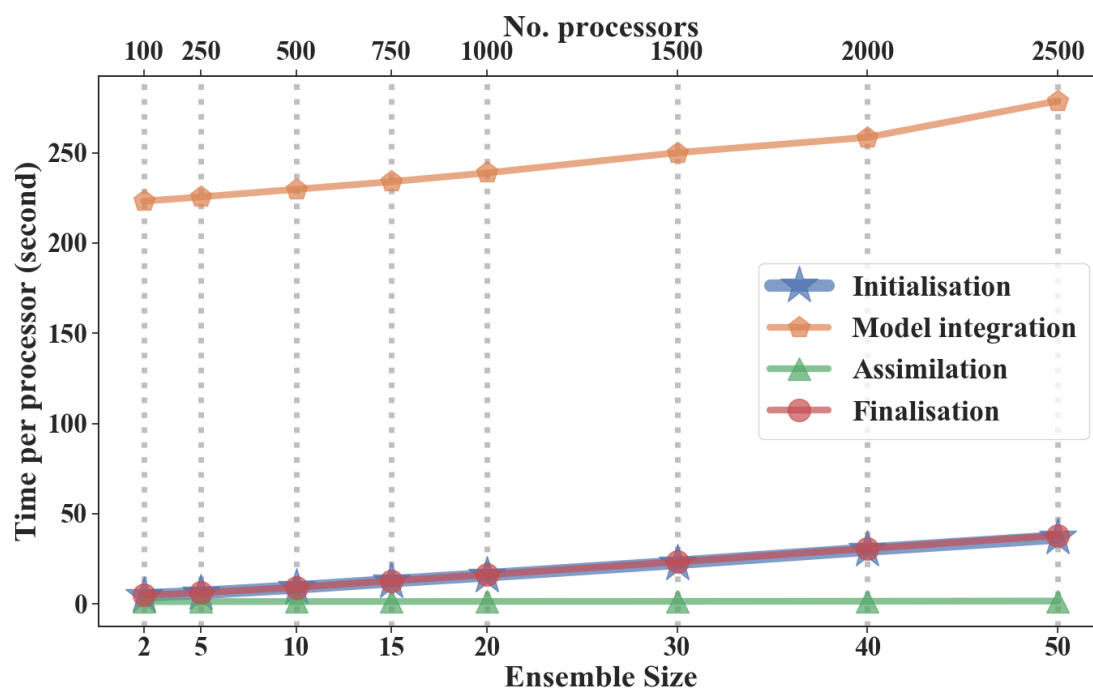 No. processors
100 250 500 750 1000 1500 2000 2500
Time per processor (second)
250
200
150
100
50
0
Initialisation
Model integration
Assimilation
Finalisation
2 5 10 15 20 30 40 50
Ensemble Size